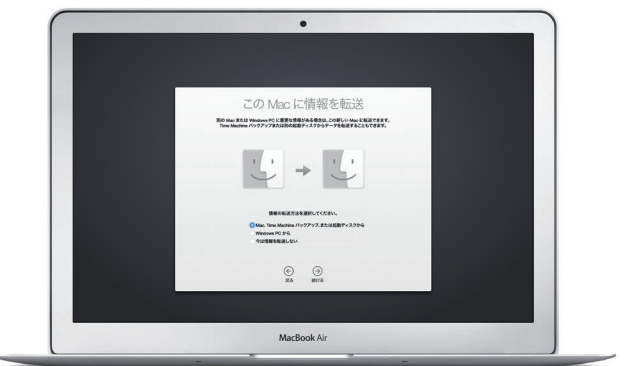 この Mac に情報を転送
別の Mac または Windows PC に重要な情報がある場合は、この新しい Mac に転送できます。
Time Machine バックアップまたは別の起動ディスクからデータを転送することもできます。
情報の転送方法を選択してください。
Mac、Time Machine バックアップ、または起動ディスクから
Windows PC から
今は情報を転送しない
戻る 続ける
MacBook Air